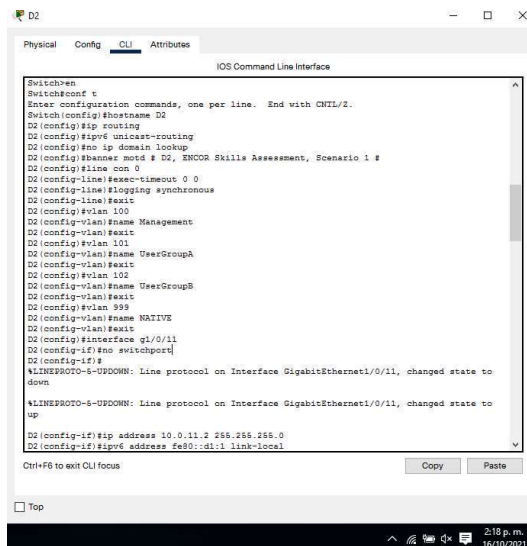 D2
Physical Config CLI Attributes
IOS Command Line Interface
Switch>en
Switch#conf t
Enter configuration commands, one per line. End with CNTL/Z.
Switch(config)#hostname D2
D2(config)#ip routing
D2(config)#ipv6 unicast-routing
D2(config)#no ip domain lookup
D2(config)#banner motd # D2, ENCOR Skills Assessment, Scenario 1 #
D2(config)#line con 0
D2(config-line)#exec-timeout 0 0
D2(config-line)#logging synchronous
D2(config-line)#exit
D2(config)#vlan 100
D2(config-vlan)#name Management
D2(config-vlan)#exit
D2(config)#vlan 101
D2(config-vlan)#name UserGroupA
D2(config-vlan)#exit
D2(config)#vlan 102
D2(config-vlan)#name UserGroupB
D2(config-vlan)#exit
D2(config)#vlan 999
D2(config-vlan)#name NATIVE
D2(config-vlan)#exit
D2(config)#interface g1/0/11
D2(config-if)#no switchport
D2(config-if)#
%LINEPROTO-5-UPDOWN: Line protocol on Interface GigabitEthernet1/0/11, changed state to
down
%LINEPROTO-5-UPDOWN: Line protocol on Interface GigabitEthernet1/0/11, changed state to
up
D2(config-if)#ip address 10.0.11.2 255.255.255.0
D2(config-if)#ipv6 address fe80::d1:1 link-local
Ctrl+F6 to exit CLI focus
Copy Paste
Top
2:18 p. m.
16/10/2021